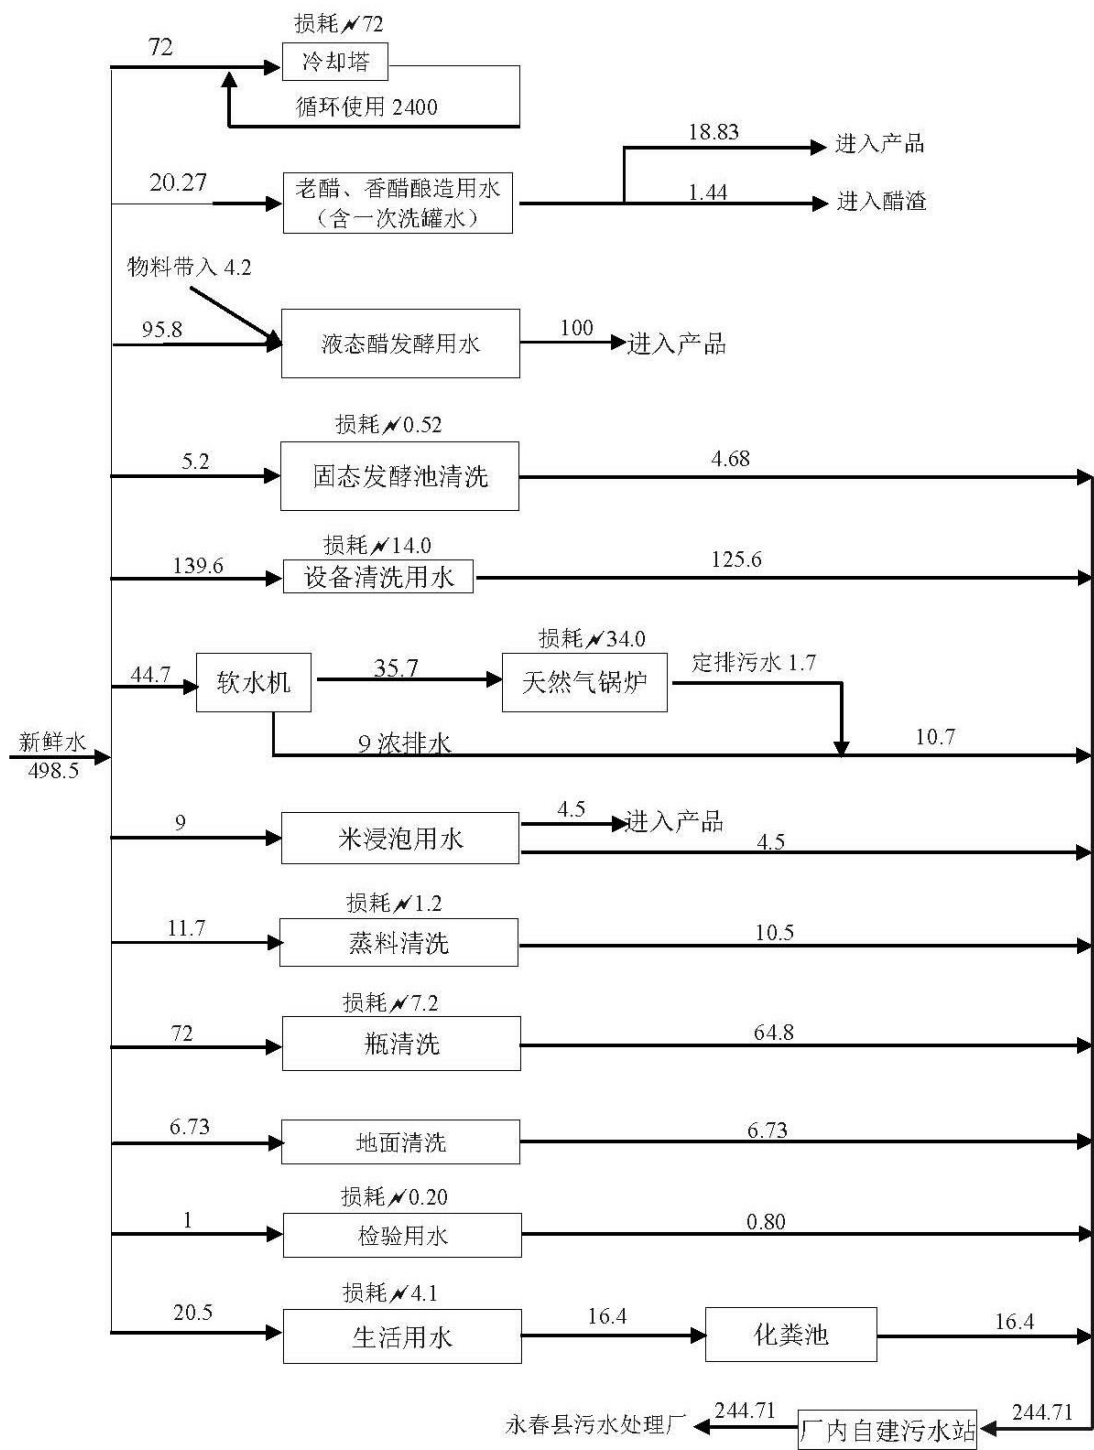 损耗 72
72
冷却塔
循环使用 2400
18.83
进入产品
20.27
老醋、香醋酿造用水
（含一次洗罐水）
1.44
进入醋渣
物料带入 4.2
95.8
液态醋发酵用水
100
进入产品
损耗 0.52
5.2
固态发酵池清洗
4.68
损耗 14.0
139.6
设备清洗用水
125.6
损耗 34.0
44.7
软水机
35.7
天然气锅炉
定排污水 1.7
9 浓排水
10.7
新鲜水
498.5
9
米浸泡用水
4.5
进入产品
4.5
损耗 1.2
11.7
蒸料清洗
10.5
损耗 7.2
72
瓶清洗
64.8
6.73
地面清洗
6.73
损耗 0.20
1
检验用水
0.80
损耗 4.1
20.5
生活用水
16.4
化粪池
16.4
永春县污水处理厂
244.71
厂内自建污水站
244.71